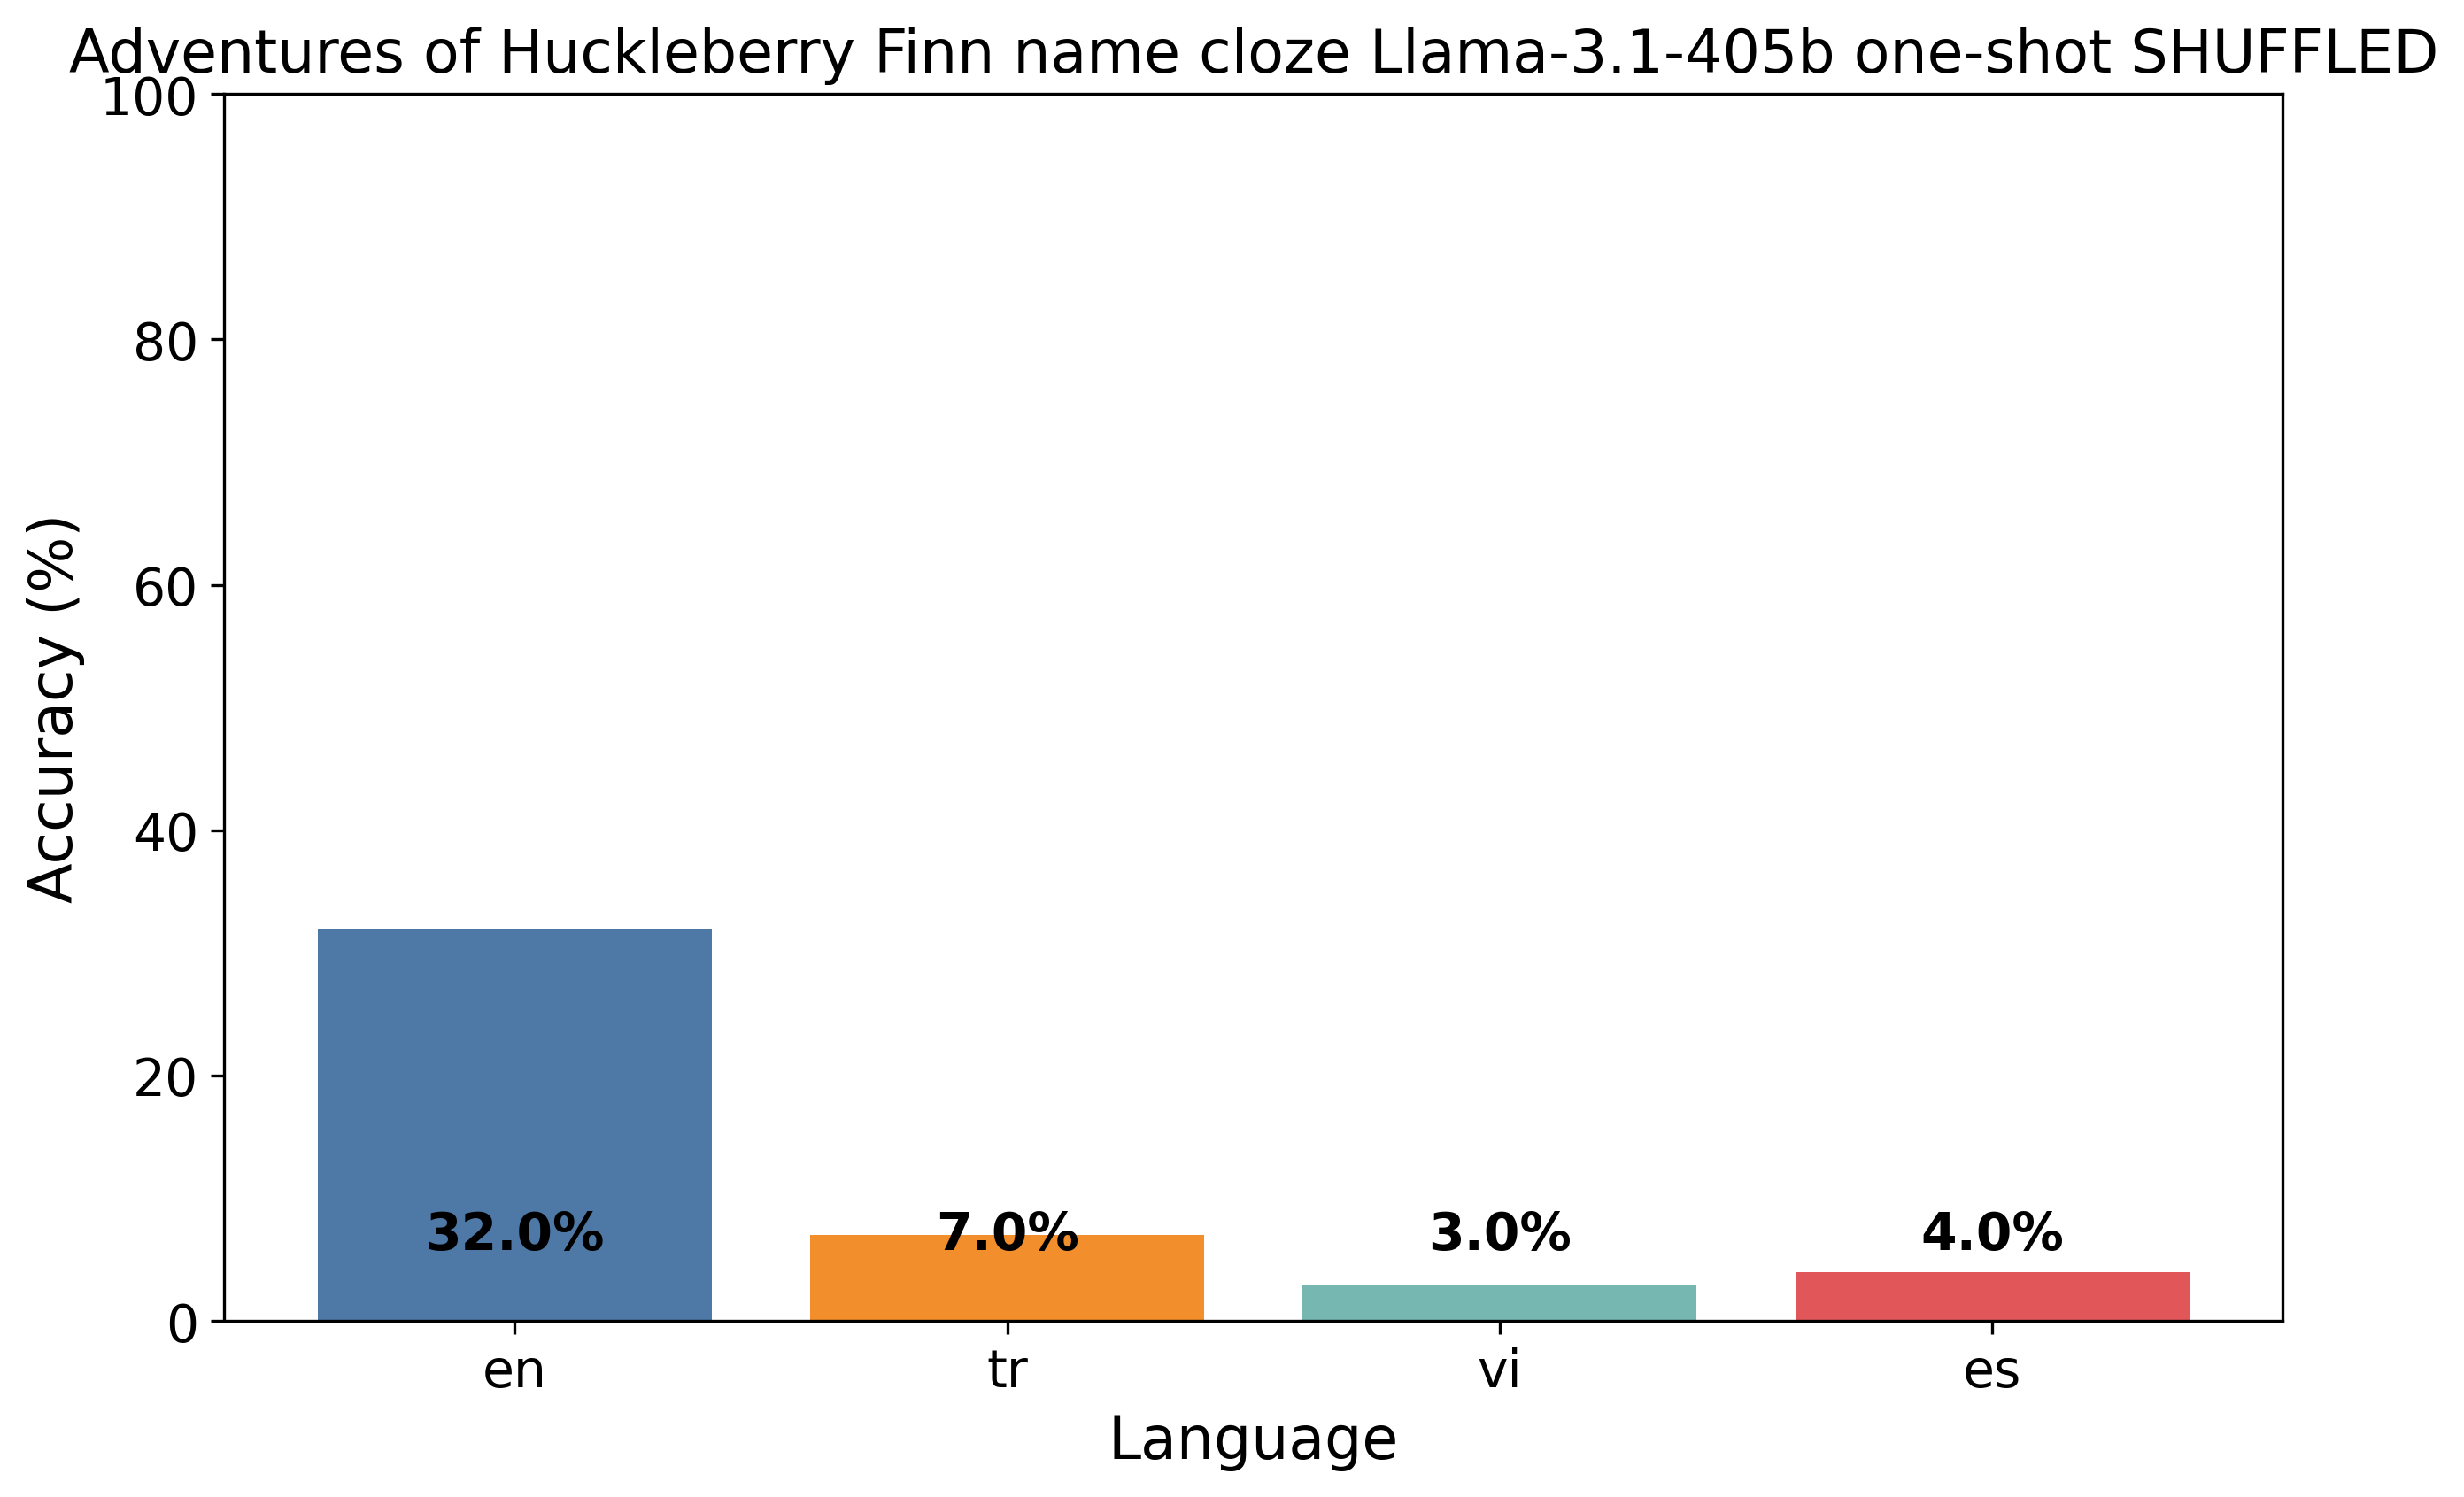 Adventures of Huckleberry Finn name cloze Llama-3.1-405b one-shot SHUFFLED
100
80
60
40
20
0
Accuracy (%)
32.0%
7.0%
3.0%
4.0%
en
tr
vi
es
Language